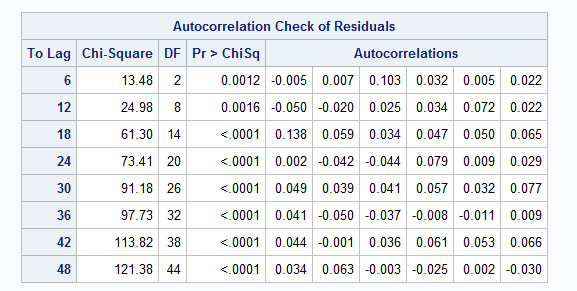 Autocorrelation Check of Residuals
To Lag Chi-Square DF Pr > ChiSq Autocorrelations
6 13.48 2 0.0012 -0.005 0.007 0.103 0.032 0.005 0.022
12 24.98 8 0.0016 -0.050 -0.020 0.025 0.034 0.072 0.022
18 61.30 14 <.0001 0.138 0.059 0.034 0.047 0.050 0.065
24 73.41 20 <.0001 0.002 -0.042 -0.044 0.079 0.009 0.029
30 91.18 26 <.0001 0.049 0.039 0.041 0.057 0.032 0.077
36 97.73 32 <.0001 0.041 -0.050 -0.037 -0.008 -0.011 0.009
42 113.82 38 <.0001 0.044 -0.001 0.036 0.061 0.053 0.066
48 121.38 44 <.0001 0.034 0.063 -0.003 -0.025 0.002 -0.030